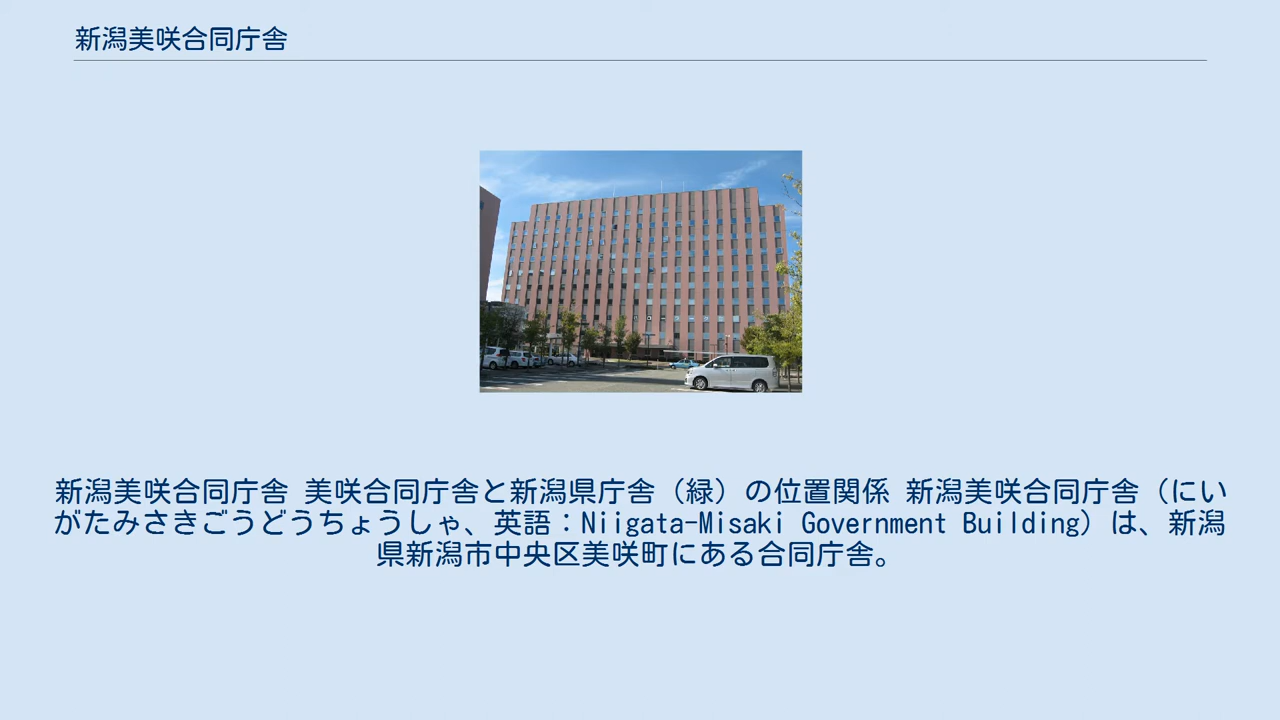 新潟美咲合同庁舎
新潟美咲合同庁舎 美咲合同庁舎と新潟県庁舎（緑）の位置関係 新潟美咲合同庁舎（にい
がたみさきごうどうちょうしゃ、英語：Niigata-Misaki Government Building）は、新潟
県新潟市中央区美咲町にある合同庁舎。